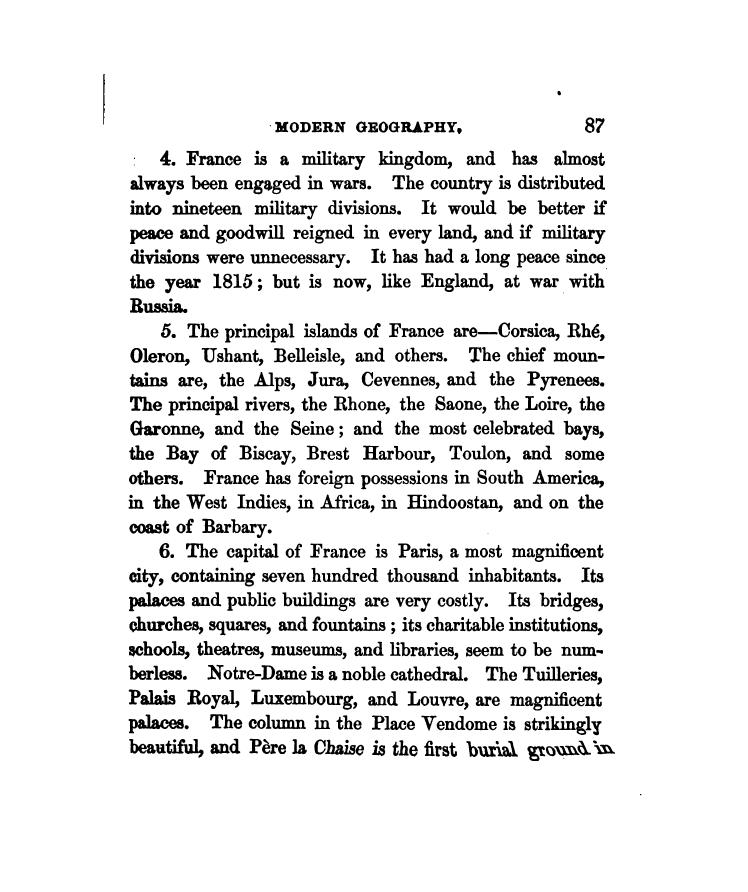 MODERN GEOGRAPHY. 87
4. France is a military kingdom, and has almost
always been engaged in wars. The country is distributed
into nineteen military divisions. It would be better if
peace and goodwill reigned in every land, and if military
divisions were unnecessary. It has had a long peace since
the year 1815; but is now, like England, at war with
Russia.
5. The principal islands of France are—Corsica, Rhé,
Oleron, Ushant, Belleisle, and others. The chief moun-
tains are, the Alps, Jura, Cevennes, and the Pyrenees.
The principal rivers, the Rhone, the Saone, the Loire, the
Garonne, and the Seine; and the most celebrated bays,
the Bay of Biscay, Brest Harbour, Toulon, and some
others. France has foreign possessions in South America,
in the West Indies, in Africa, in Hindoostan, and on the
coast of Barbary.
6. The capital of France is Paris, a most magnificent
city, containing seven hundred thousand inhabitants. Its
palaces and public buildings are very costly. Its bridges,
churches, squares, and fountains; its charitable institutions,
schools, theatres, museums, and libraries, seem to be num-
berless. Notre-Dame is a noble cathedral. The Tuilleries,
Palais Royal, Luxembourg, and Louvre, are magnificent
palaces. The column in the Place Vendome is strikingly
beautiful, and Père la Chaise is the first burial ground in